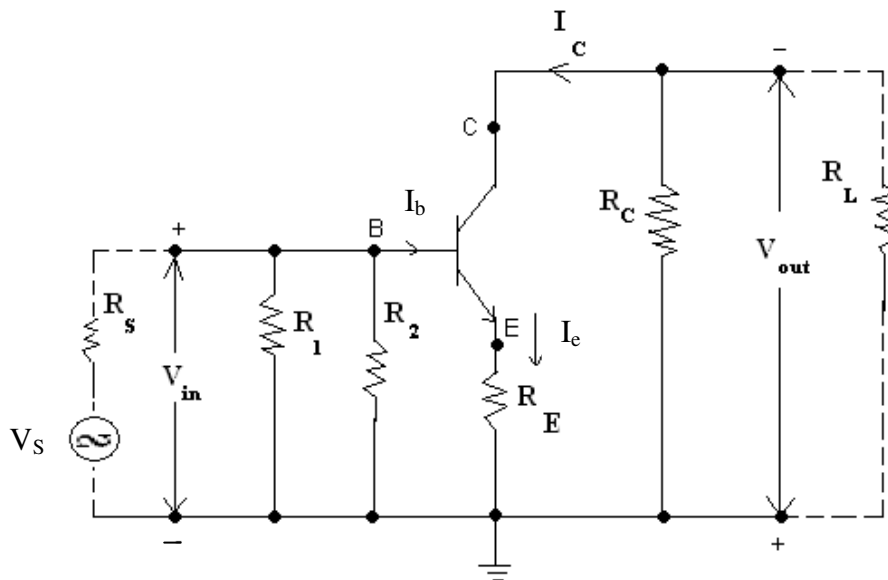 I C
−
C
R C
R L
I b
B
+
R S
R 1
R 2
V out
V in
E
I e
R E
V S
−
+